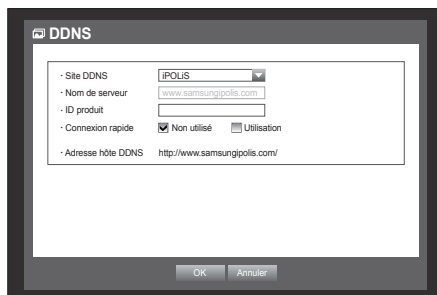 DDNS
· Site DDNS iPOLiS
· Nom de serveur www.samsungipolis.com
· ID produit
· Connexion rapide Non utilisé Utilisation
· Adresse hôte DDNS http://www.samsungipolis.com/
OK Annuler